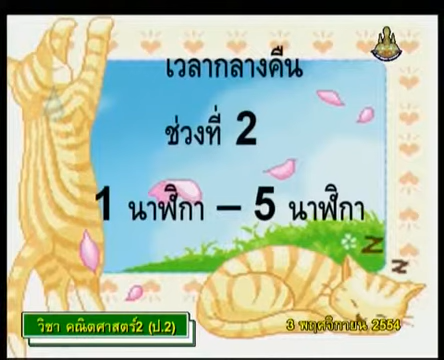 เวลากลางคืน
ช่วงที่ 2
1 นาฬิกา – 5 นาฬิกา
Z
Z
วิชา คณิตศาสตร์2 (ป.2)
3 พฤศจิกายน 2554